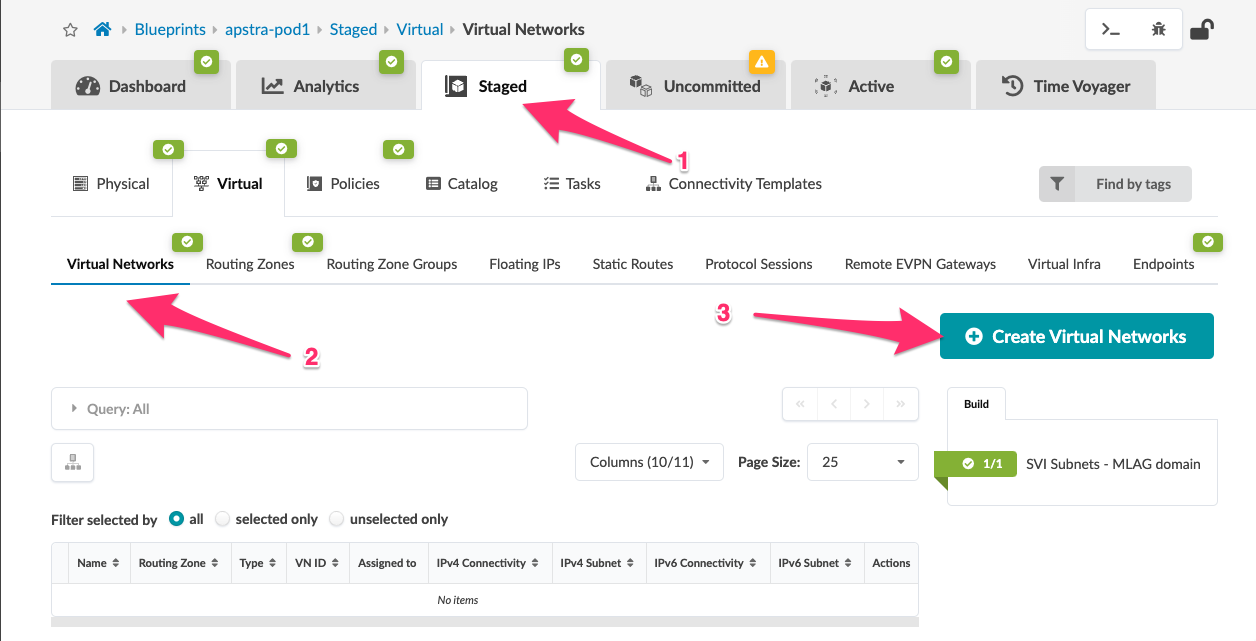 Blueprints apstra-pod1 Staged Virtual Virtual Networks
Dashboard Analytics Staged Uncommitted Active Time Voyager
1
Physical Virtual Policies Catalog Tasks Connectivity Templates Find by tags
Virtual Networks Routing Zones Routing Zone Groups Floating IPs Static Routes Protocol Sessions Remote EVPN Gateways Virtual Infra Endpoints
3
Create Virtual Networks
2
Query: All
Build
Columns (10/11) Page Size: 25
1/1 SVI Subnets - MLAG domain
Filter selected by all selected only unselected only
Name Routing Zone Type VN ID Assigned to IPv4 Connectivity IPv4 Subnet IPv6 Connectivity IPv6 Subnet Actions
No items